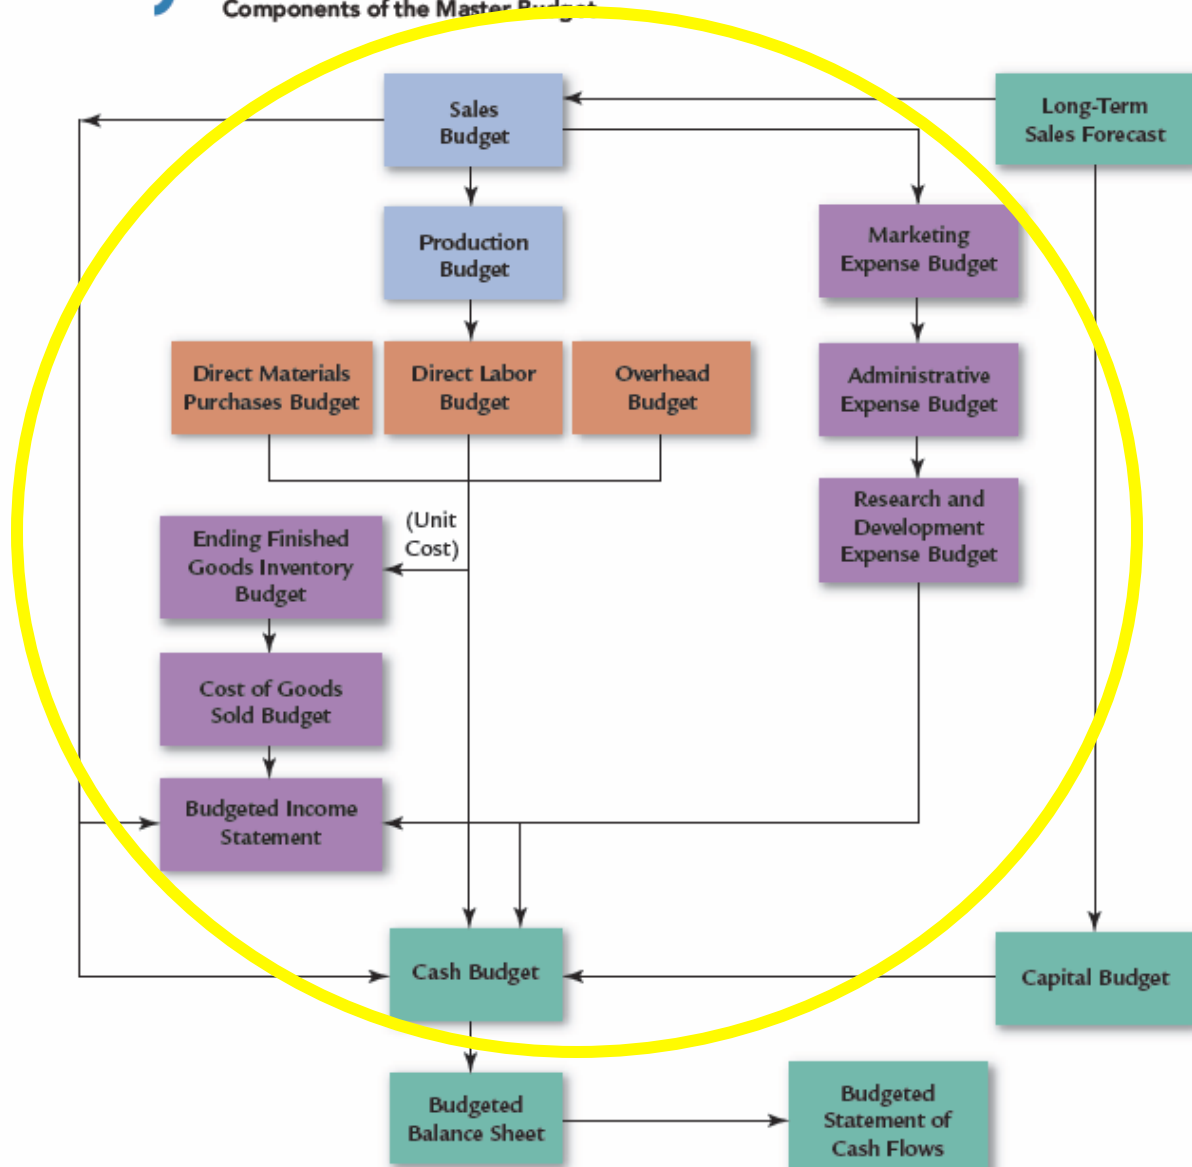 Components of the Master Budget
Sales
Budget
Long-Term
Sales Forecast
Production
Budget
Marketing
Expense Budget
Direct Materials
Purchases Budget
Direct Labor
Budget
Overhead
Budget
Administrative
Expense Budget
(Unit
Cost)
Ending Finished
Goods Inventory
Budget
Research and
Development
Expense Budget
Cost of Goods
Sold Budget
Budgeted Income
Statement
Cash Budget
Capital Budget
Budgeted
Balance Sheet
Budgeted
Statement of
Cash Flows